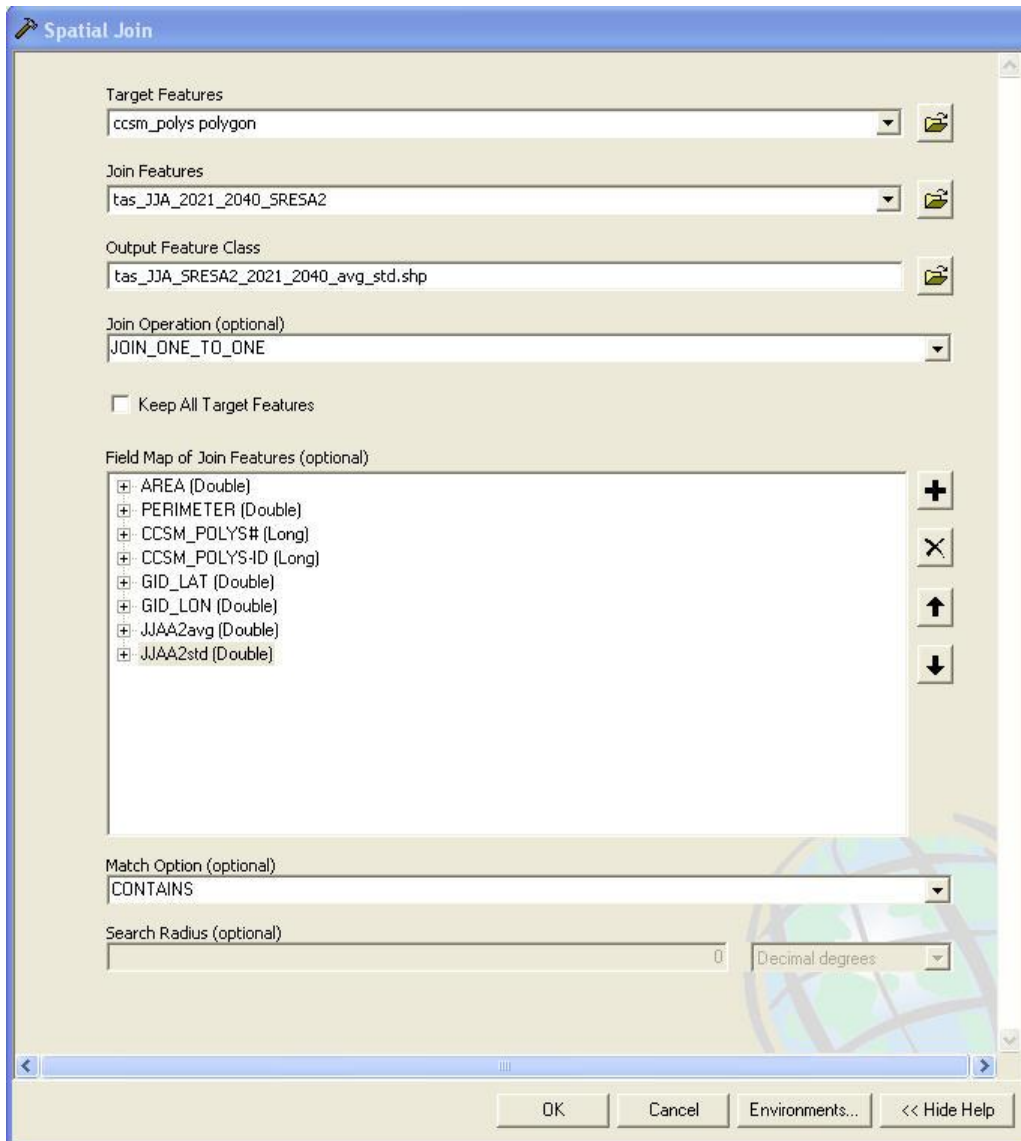 Spatial Join
Target Features
ccsm_polys polygon
Join Features
tas_JJA_2021_2040_SRESA2
Output Feature Class
tas_JJA_SRESA2_2021_2040_avg_std.shp
Join Operation (optional)
JOIN_ONE_TO_ONE
Keep All Target Features
Field Map of Join Features (optional)
AREA (Double)
PERIMETER (Double)
CCSM_POLYS# (Long)
CCSM_POLYS-ID (Long)
GID_LAT (Double)
GID_LON (Double)
JJAA2avg (Double)
JJAA2std (Double)
Match Option (optional)
CONTAINS
Search Radius (optional)
0 Decimal degrees
OK Cancel Environments... << Hide Help